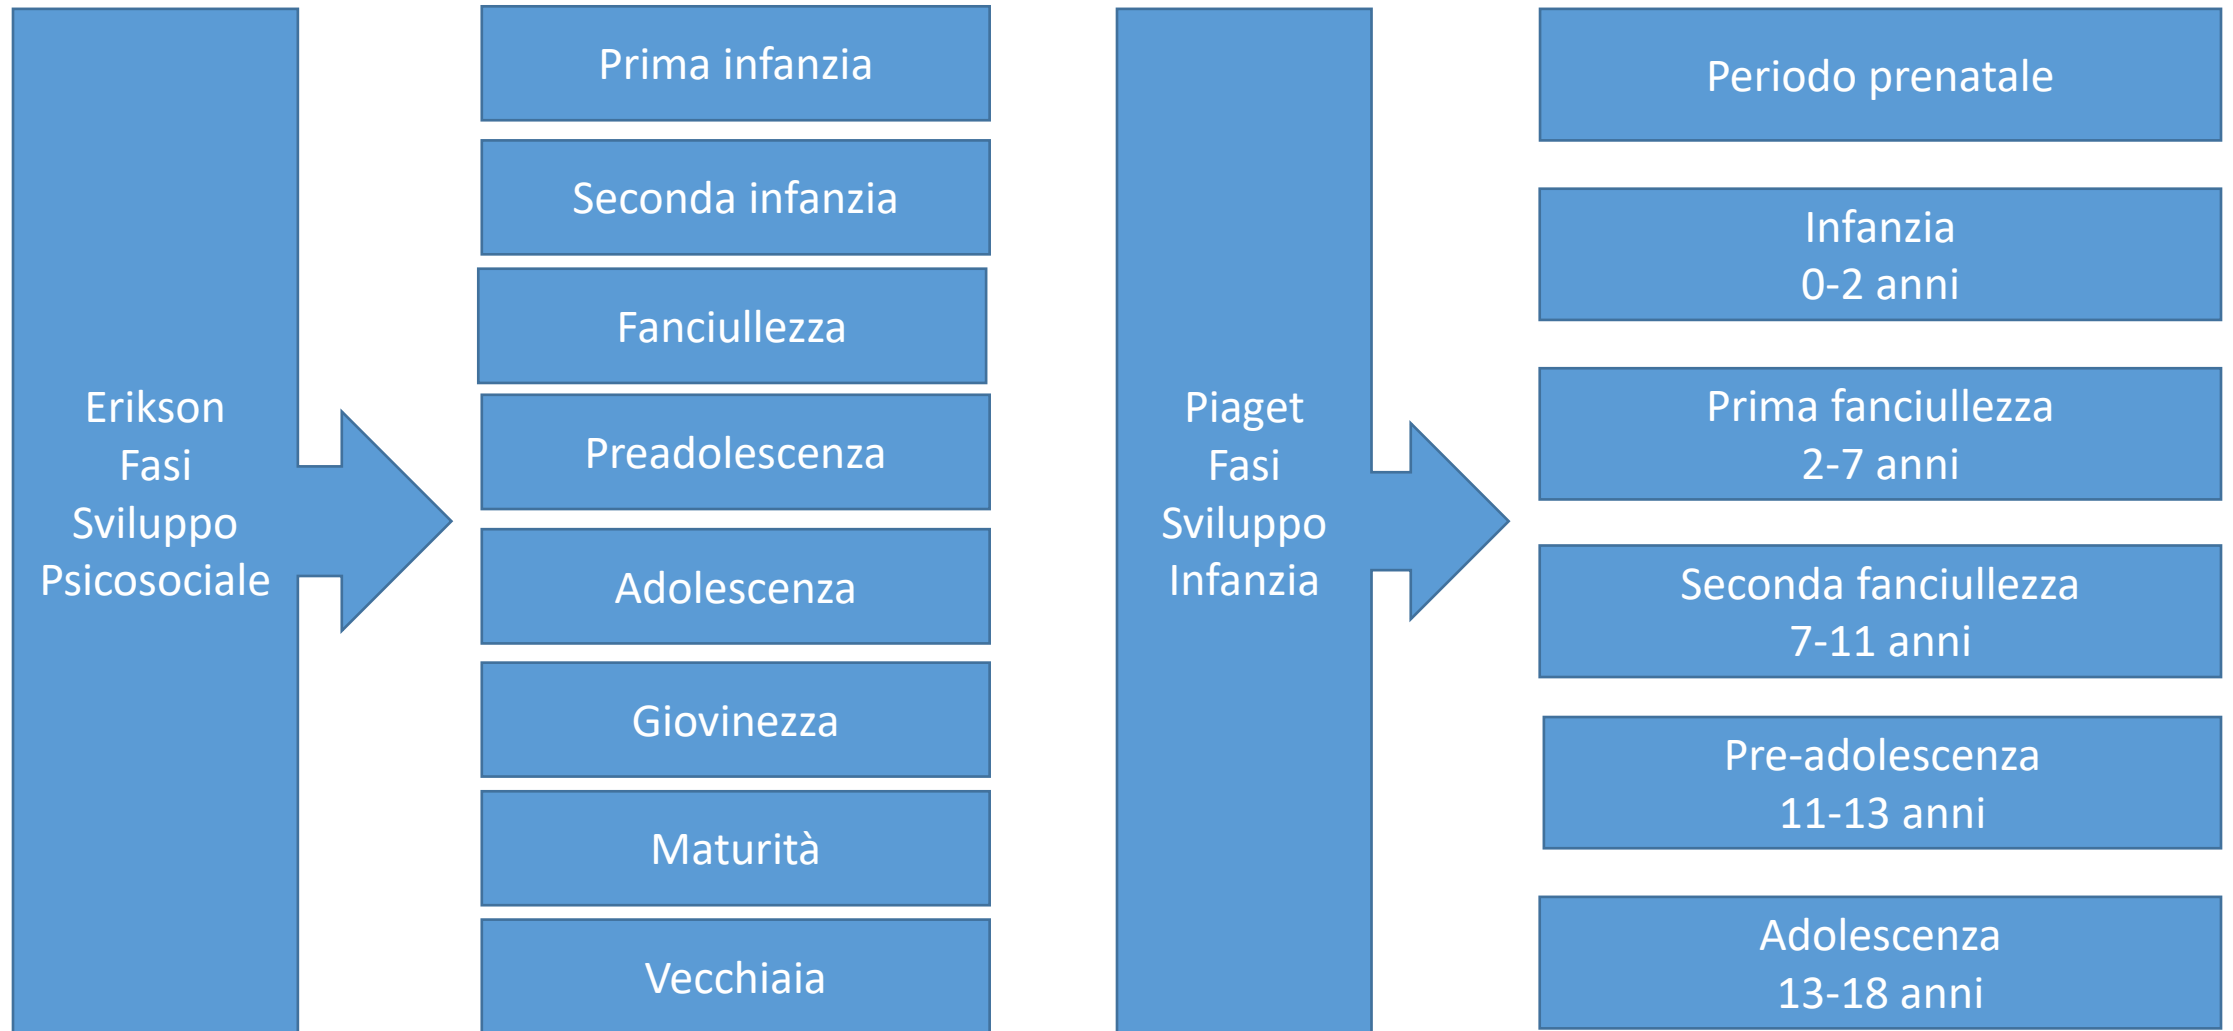 Erikson
Fasi
Sviluppo
Psicosociale
Prima infanzia
Seconda infanzia
Fanciullezza
Preadolescenza
Adolescenza
Giovinezza
Maturità
Vecchiaia
Piaget
Fasi
Sviluppo
Infanzia
Periodo prenatale
Infanzia
0-2 anni
Prima fanciullezza
2-7 anni
Seconda fanciullezza
7-11 anni
Pre-adolescenza
11-13 anni
Adolescenza
13-18 anni